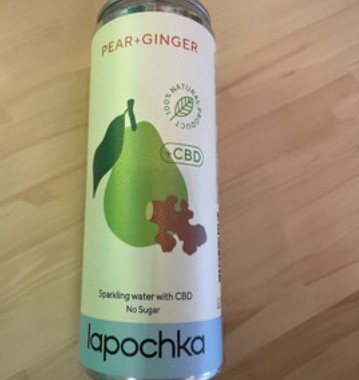 PEAR+GINGER
100% NATURAL PRODUCT
+CBD
Sparkling water with CBD
No Sugar
lapochka